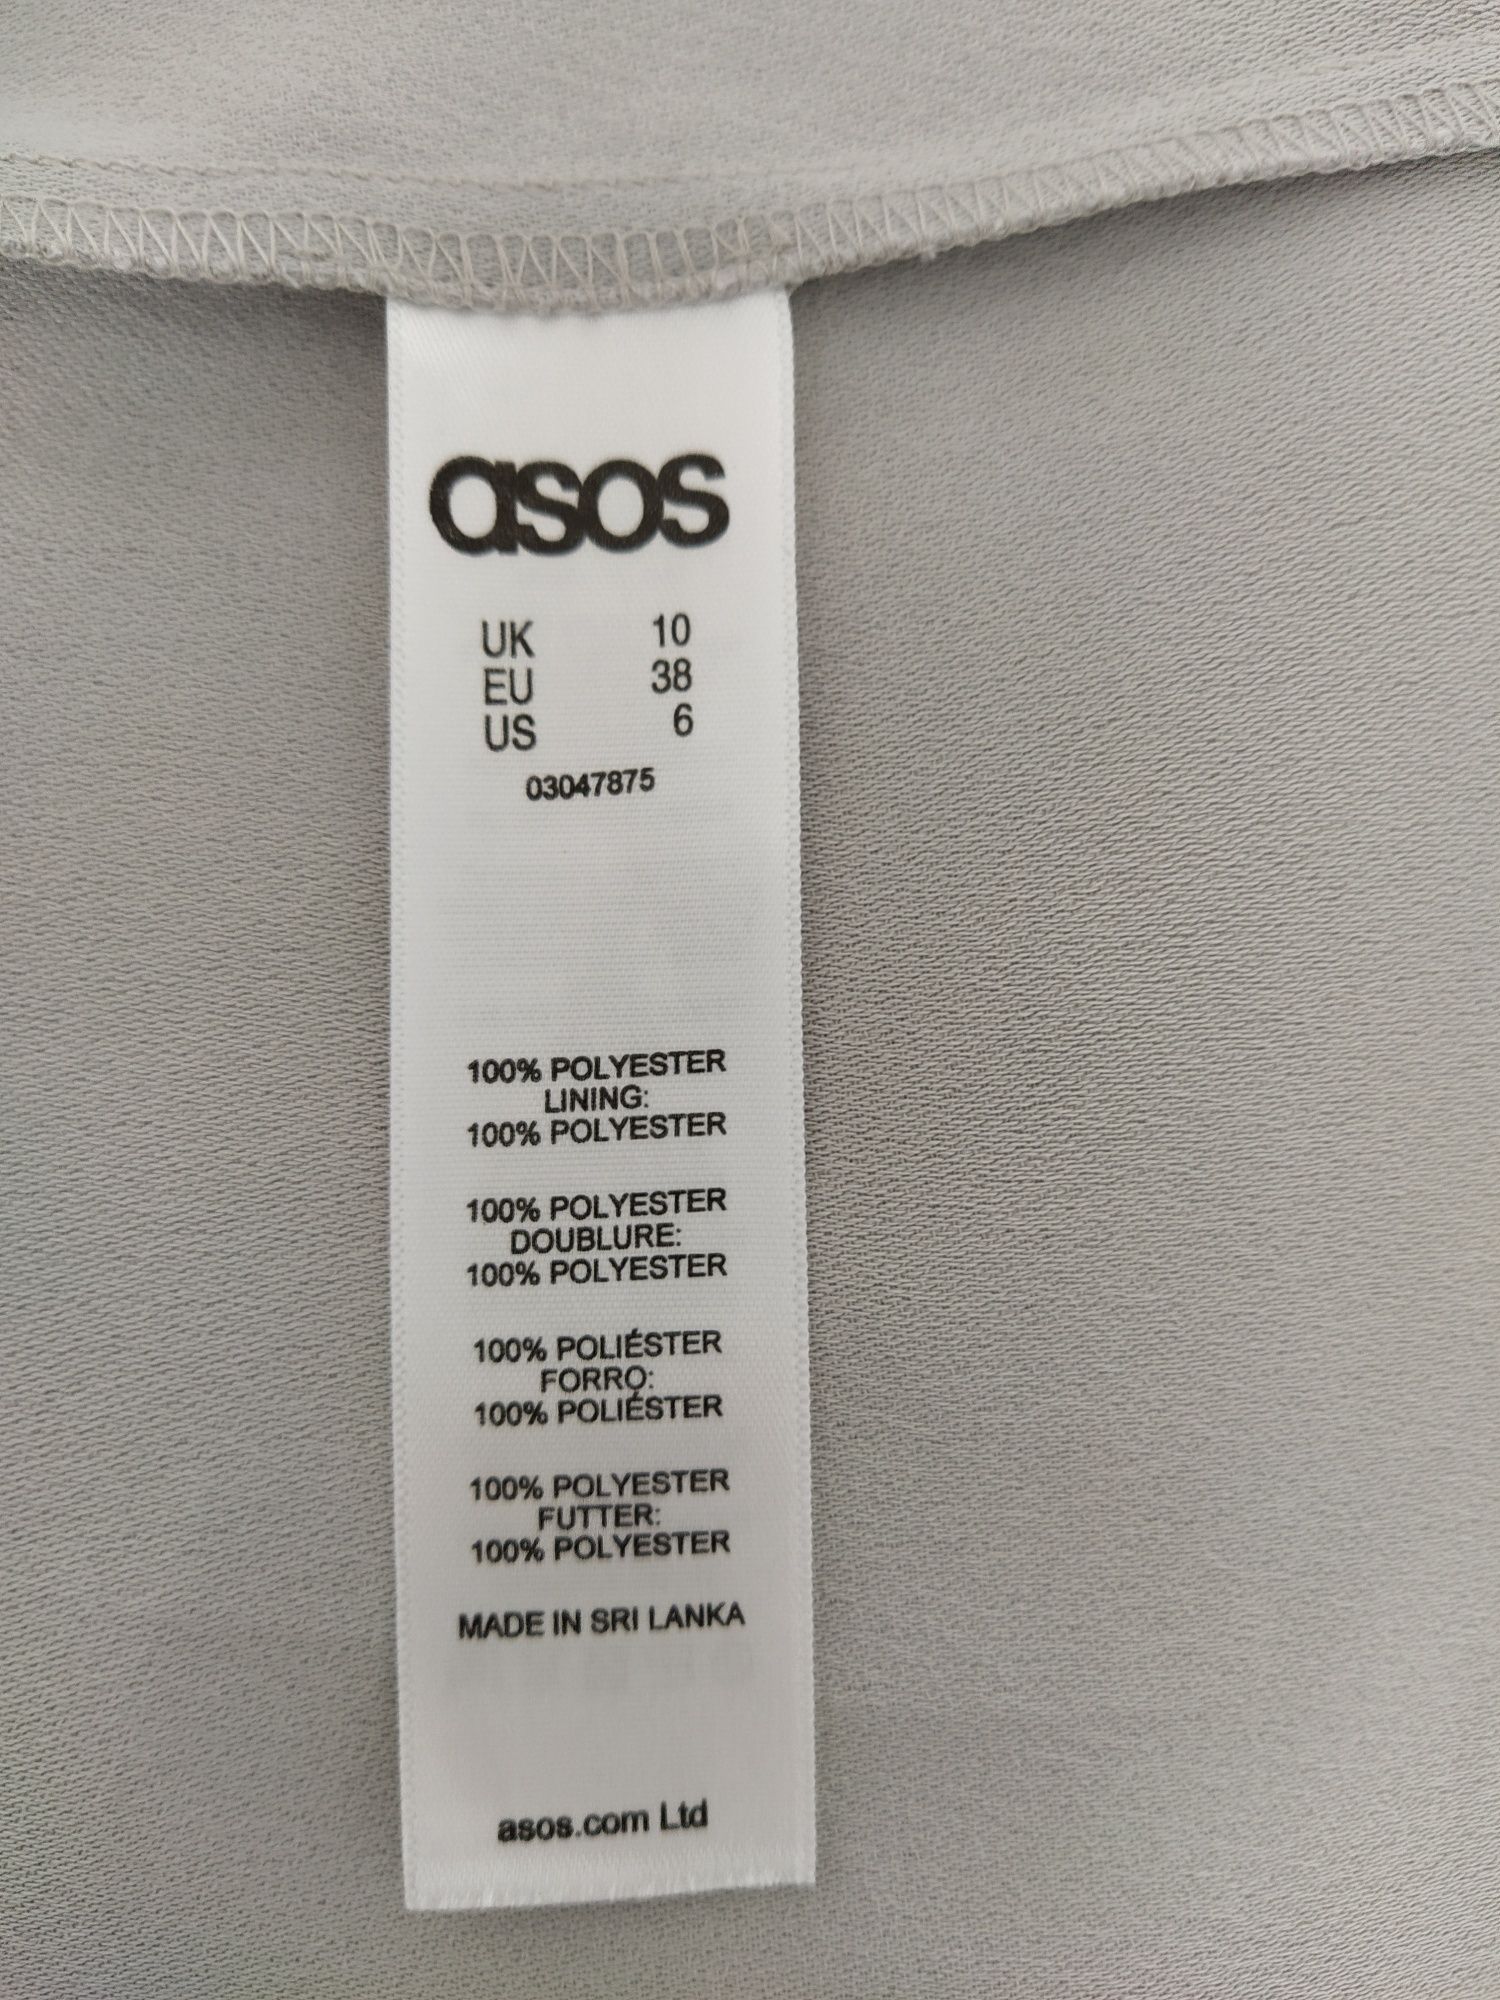 asos
UK 10
EU 38
US 6
03047875
100% POLYESTER
LINING:
100% POLYESTER
100% POLYESTER
DOUBLURE:
100% POLYESTER
100% POLIÉSTER
FORRO:
100% POLIÉSTER
100% POLYESTER
FUTTER:
100% POLYESTER
MADE IN SRI LANKA
asos.com Ltd